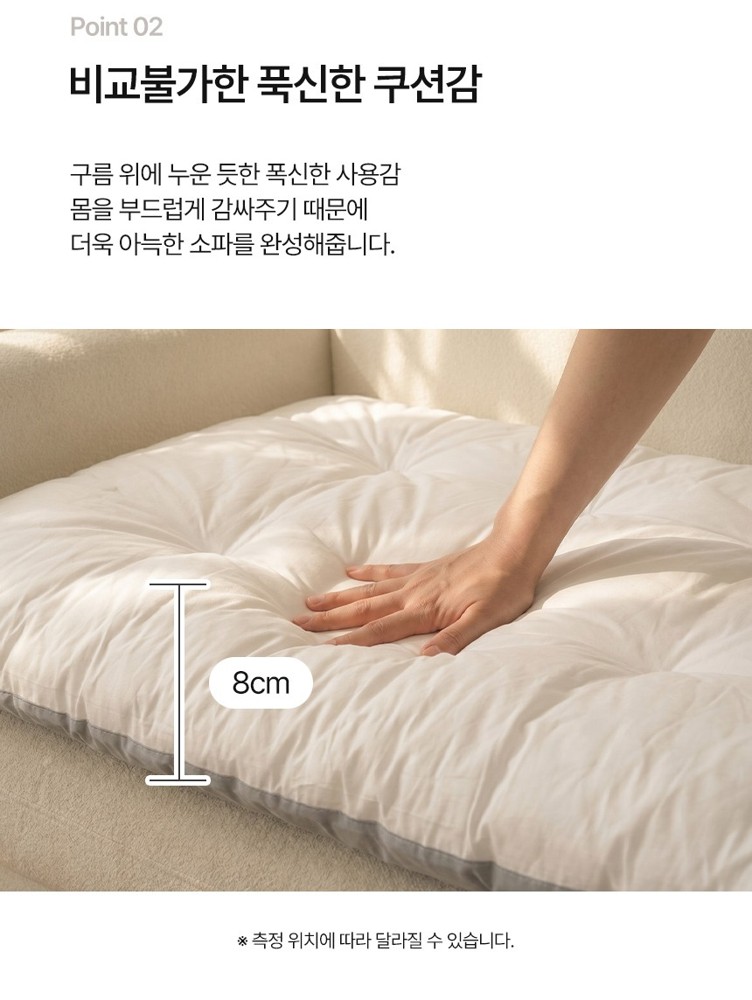 Point 02
비교불가한 푹신한 쿠션감
구름 위에 누운 듯한 폭신한 사용감
몸을 부드럽게 감싸주기 때문에
더욱 아늑한 소파를 완성해줍니다.
8cm
※ 측정 위치에 따라 달라질 수 있습니다.